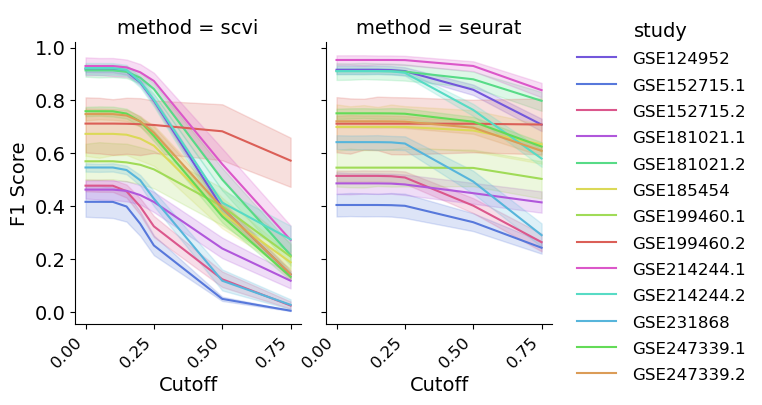 method = scvi
method = seurat
study
GSE124952
GSE152715.1
GSE152715.2
GSE181021.1
GSE181021.2
GSE185454
GSE199460.1
GSE199460.2
GSE214244.1
GSE214244.2
GSE231868
GSE247339.1
GSE247339.2
F1 Score
1.0
0.8
0.6
0.4
0.2
0.0
0.00
0.25
0.50
0.75
0.00
0.25
0.50
0.75
Cutoff
Cutoff